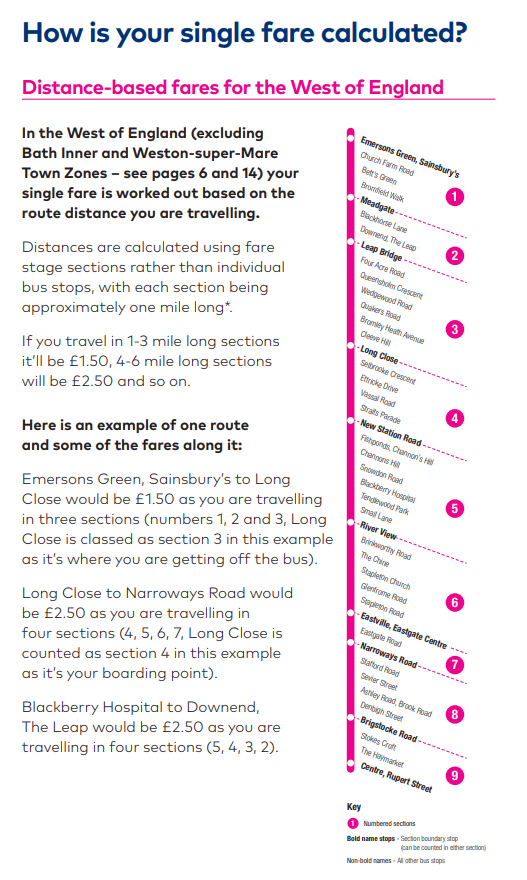 How is your single fare calculated?
Distance-based fares for the West of England
In the West of England (excluding
Bath Inner and Weston-super-Mare
Town Zones – see pages 6 and 14) your
single fare is worked out based on the
route distance you are travelling.
Distances are calculated using fare
stage sections rather than individual
bus stops, with each section being
approximately one mile long*.
If you travel in 1-3 mile long sections
it'll be £1.50, 4-6 mile long sections
will be £2.50 and so on.
Here is an example of one route
and some of the fares along it:
Emersons Green, Sainsbury's to Long
Close would be £1.50 as you are travelling
in three sections (numbers 1, 2 and 3, Long
Close is classed as section 3 in this example
as it's where you are getting off the bus).
Long Close to Narroways Road would
be £2.50 as you are travelling in
four sections (4, 5, 6, 7, Long Close is
counted as section 4 in this example
as it's your boarding point).
Blackberry Hospital to Downend,
The Leap would be £2.50 as you are
travelling in four sections (5, 4, 3, 2).
Emersons Green, Sainsbury's
Church Farm Road
Bett's Green
Bromfield Walk
1
Meadgate
Blackhorse Lane
Downend, The Leap
2
Leap Bridge
Four Acre Road
Queensholm Crescent
Wedgewood Road
Quakers Road
Bromley Heath Avenue
Cleeve Hill
3
Long Close
Selbrooke Crescent
Ettricke Drive
Vassal Road
Straits Parade
4
New Station Road
Fishponds, Channon's Hill
Channons Hill
Snowdon Road
Blackberry Hospital
Tendlewood Park
Small Lane
5
River View
Brinkworthy Road
The Chine
Stapleton Church
Glenfrome Road
Stapleton Road
6
Eastville, Eastgate Centre
Eastgate Road
7
Narroways Road
Stafford Road
Sevier Street
Ashley Road, Brook Road
Denbigh Street
8
Brigstocke Road
Stokes Croft
The Haymarket
9
Centre, Rupert Street
Key
1 Numbered sections
Bold name stops - Section boundary stop
(can be counted in either section)
Non-bold names - All other bus stops